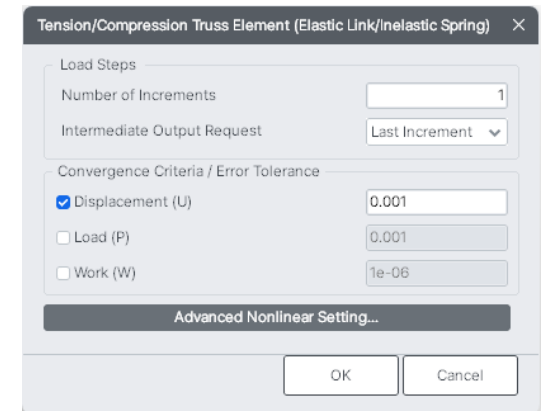 Tension/Compression Truss Element (Elastic Link/Inelastic Spring)
Load Steps
Number of Increments 1
Intermediate Output Request Last Increment
Convergence Criteria / Error Tolerance
Displacement (U) 0.001
Load (P) 0.001
Work (W) 1e-06
Advanced Nonlinear Setting...
OK Cancel